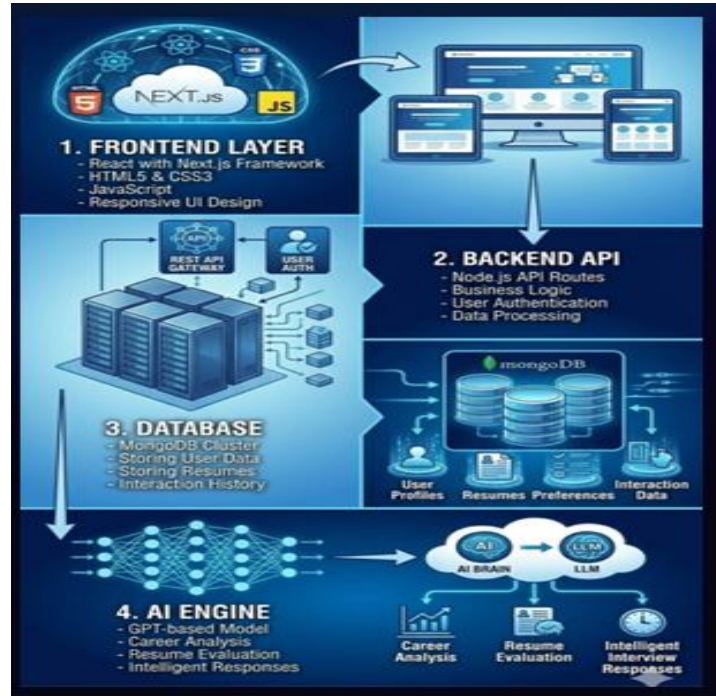 HTML
CSS
NEXT.JS
JS
1. FRONTEND LAYER
- React with Next.js Framework
- HTML5 & CSS3
- JavaScript
- Responsive UI Design
API
REST API
GATEWAY
USER
AUTH
2. BACKEND API
- Node.js API Routes
- Business Logic
- User Authentication
- Data Processing
3. DATABASE
- MongoDB Cluster
- Storing User Data
- Storing Resumes
- Interaction History
mongoDB
User
Profiles
Resumes
Preferences
Interaction
Data
4. AI ENGINE
- GPT-based Model
- Career Analysis
- Resume Evaluation
- Intelligent Responses
AI
AI BRAIN
LLM
LLM
Career
Analysis
Resume
Evaluation
Intelligent
Interview
Responses